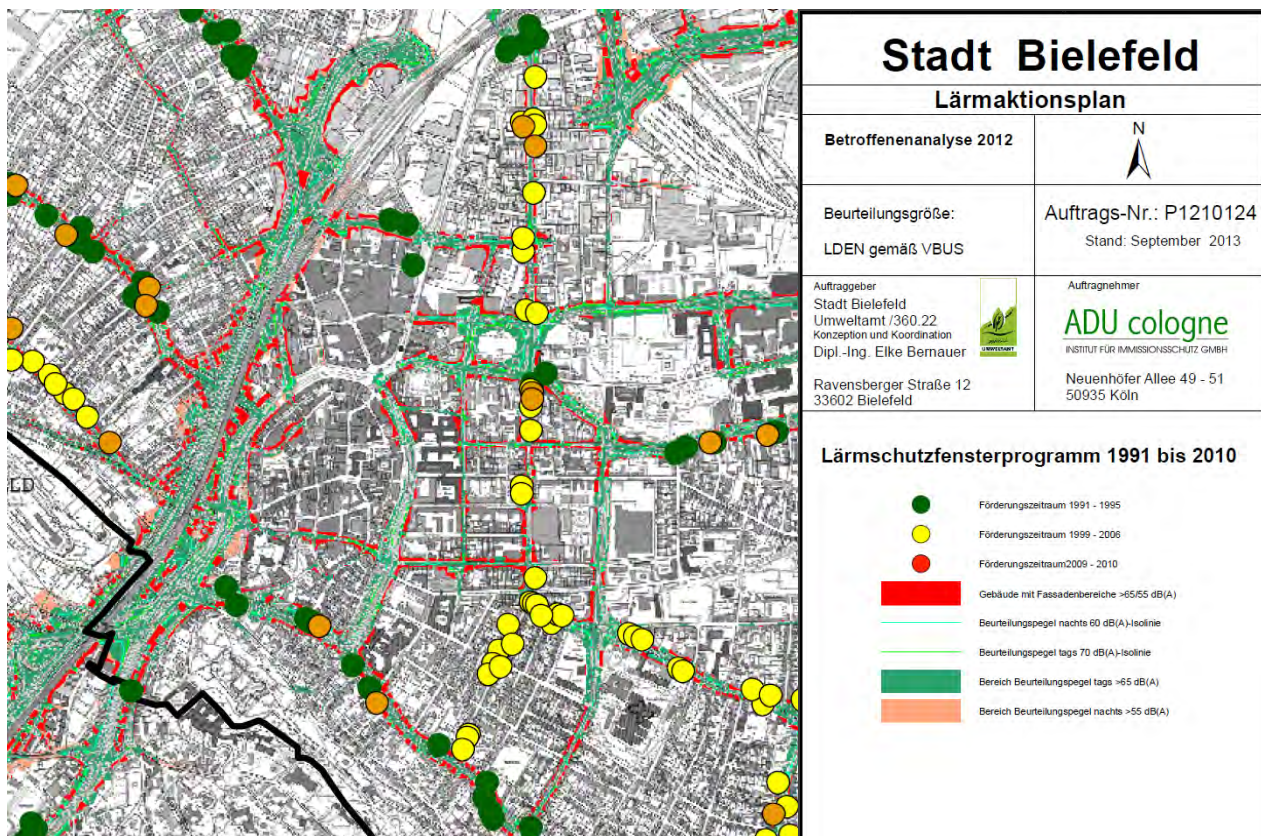 Stadt Bielefeld
Lärmaktionsplan
Betroffenenanalyse 2012
N
Beurteilungsgröße:
LDEN gemäß VBUS
Auftrags-Nr.: P1210124
Stand: September 2013
Auftraggeber
Stadt Bielefeld
Umweltamt /360.22
Konzeption und Koordination
Dipl.-Ing. Elke Bernauer
Ravensberger Straße 12
33602 Bielefeld
UMWELTAMT
Auftragnehmer
ADU cologne
INSTITUT FÜR IMMISSIONSSCHUTZ GMBH
Neuenhöfer Allee 49 - 51
50935 Köln
Lärmschutzfensterprogramm 1991 bis 2010
Förderungszeitraum 1991 - 1995
Förderungszeitraum 1999 - 2006
Förderungszeitraum2009 - 2010
Gebäude mit Fassadenbereiche >65/55 dB(A)
Beurteilungspegel nachts 60 dB(A)-Isolinie
Beurteilungspegel tags 70 dB(A)-Isolinie
Bereich Beurteilungspegel tags >65 dB(A)
Bereich Beurteilungspegel nachts >55 dB(A)
LD